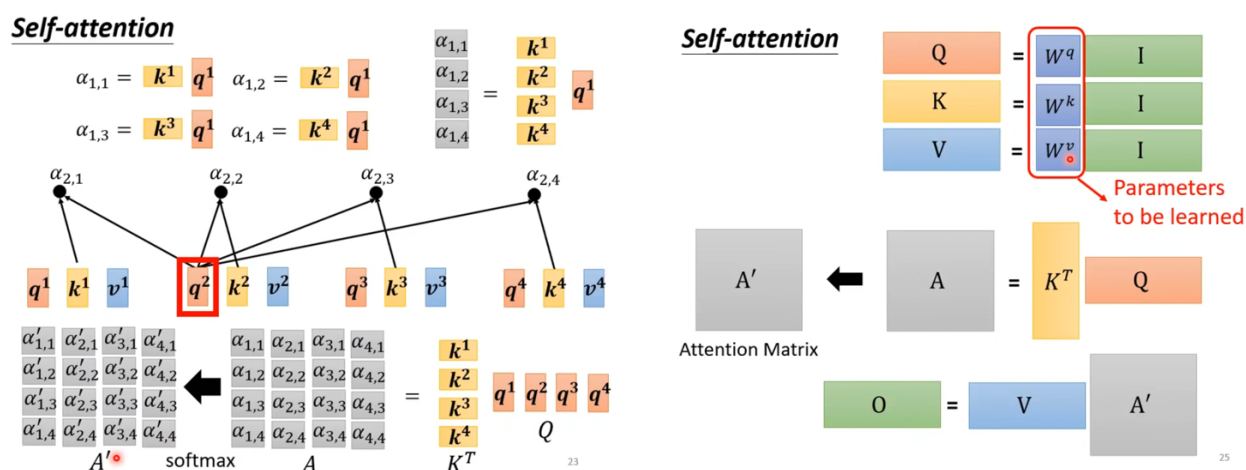 Self-attention
α1,1 = k¹ q¹ α1,2 = k² q¹
α1,3 = k³ q¹ α1,4 = k⁴ q¹
α1,1
α1,2
α1,3
α1,4
=
k¹
k²
k³
k⁴
q¹
α2,1 α2,2 α2,3 α2,4
q¹ k¹ v¹ q² k² v² q³ k³ v³ q⁴ k⁴ v⁴
α′1,1 α′2,1 α′3,1 α′4,1
α′1,2 α′2,2 α′3,2 α′4,2
α′1,3 α′2,3 α′3,3 α′4,3
α′1,4 α′2,4 α′3,4 α′4,4
A′
softmax
α1,1 α2,1 α3,1 α4,1
α1,2 α2,2 α3,2 α4,2
α1,3 α2,3 α3,3 α4,3
α1,4 α2,4 α3,4 α4,4
A
=
k¹
k²
k³
k⁴
Kᵀ
q¹ q² q³ q⁴
Q
23
Self-attention
Q = Wq I
K = Wk I
V = Wv I
Parameters
to be learned
A′ A = Kᵀ Q
Attention Matrix
O = V A′
25